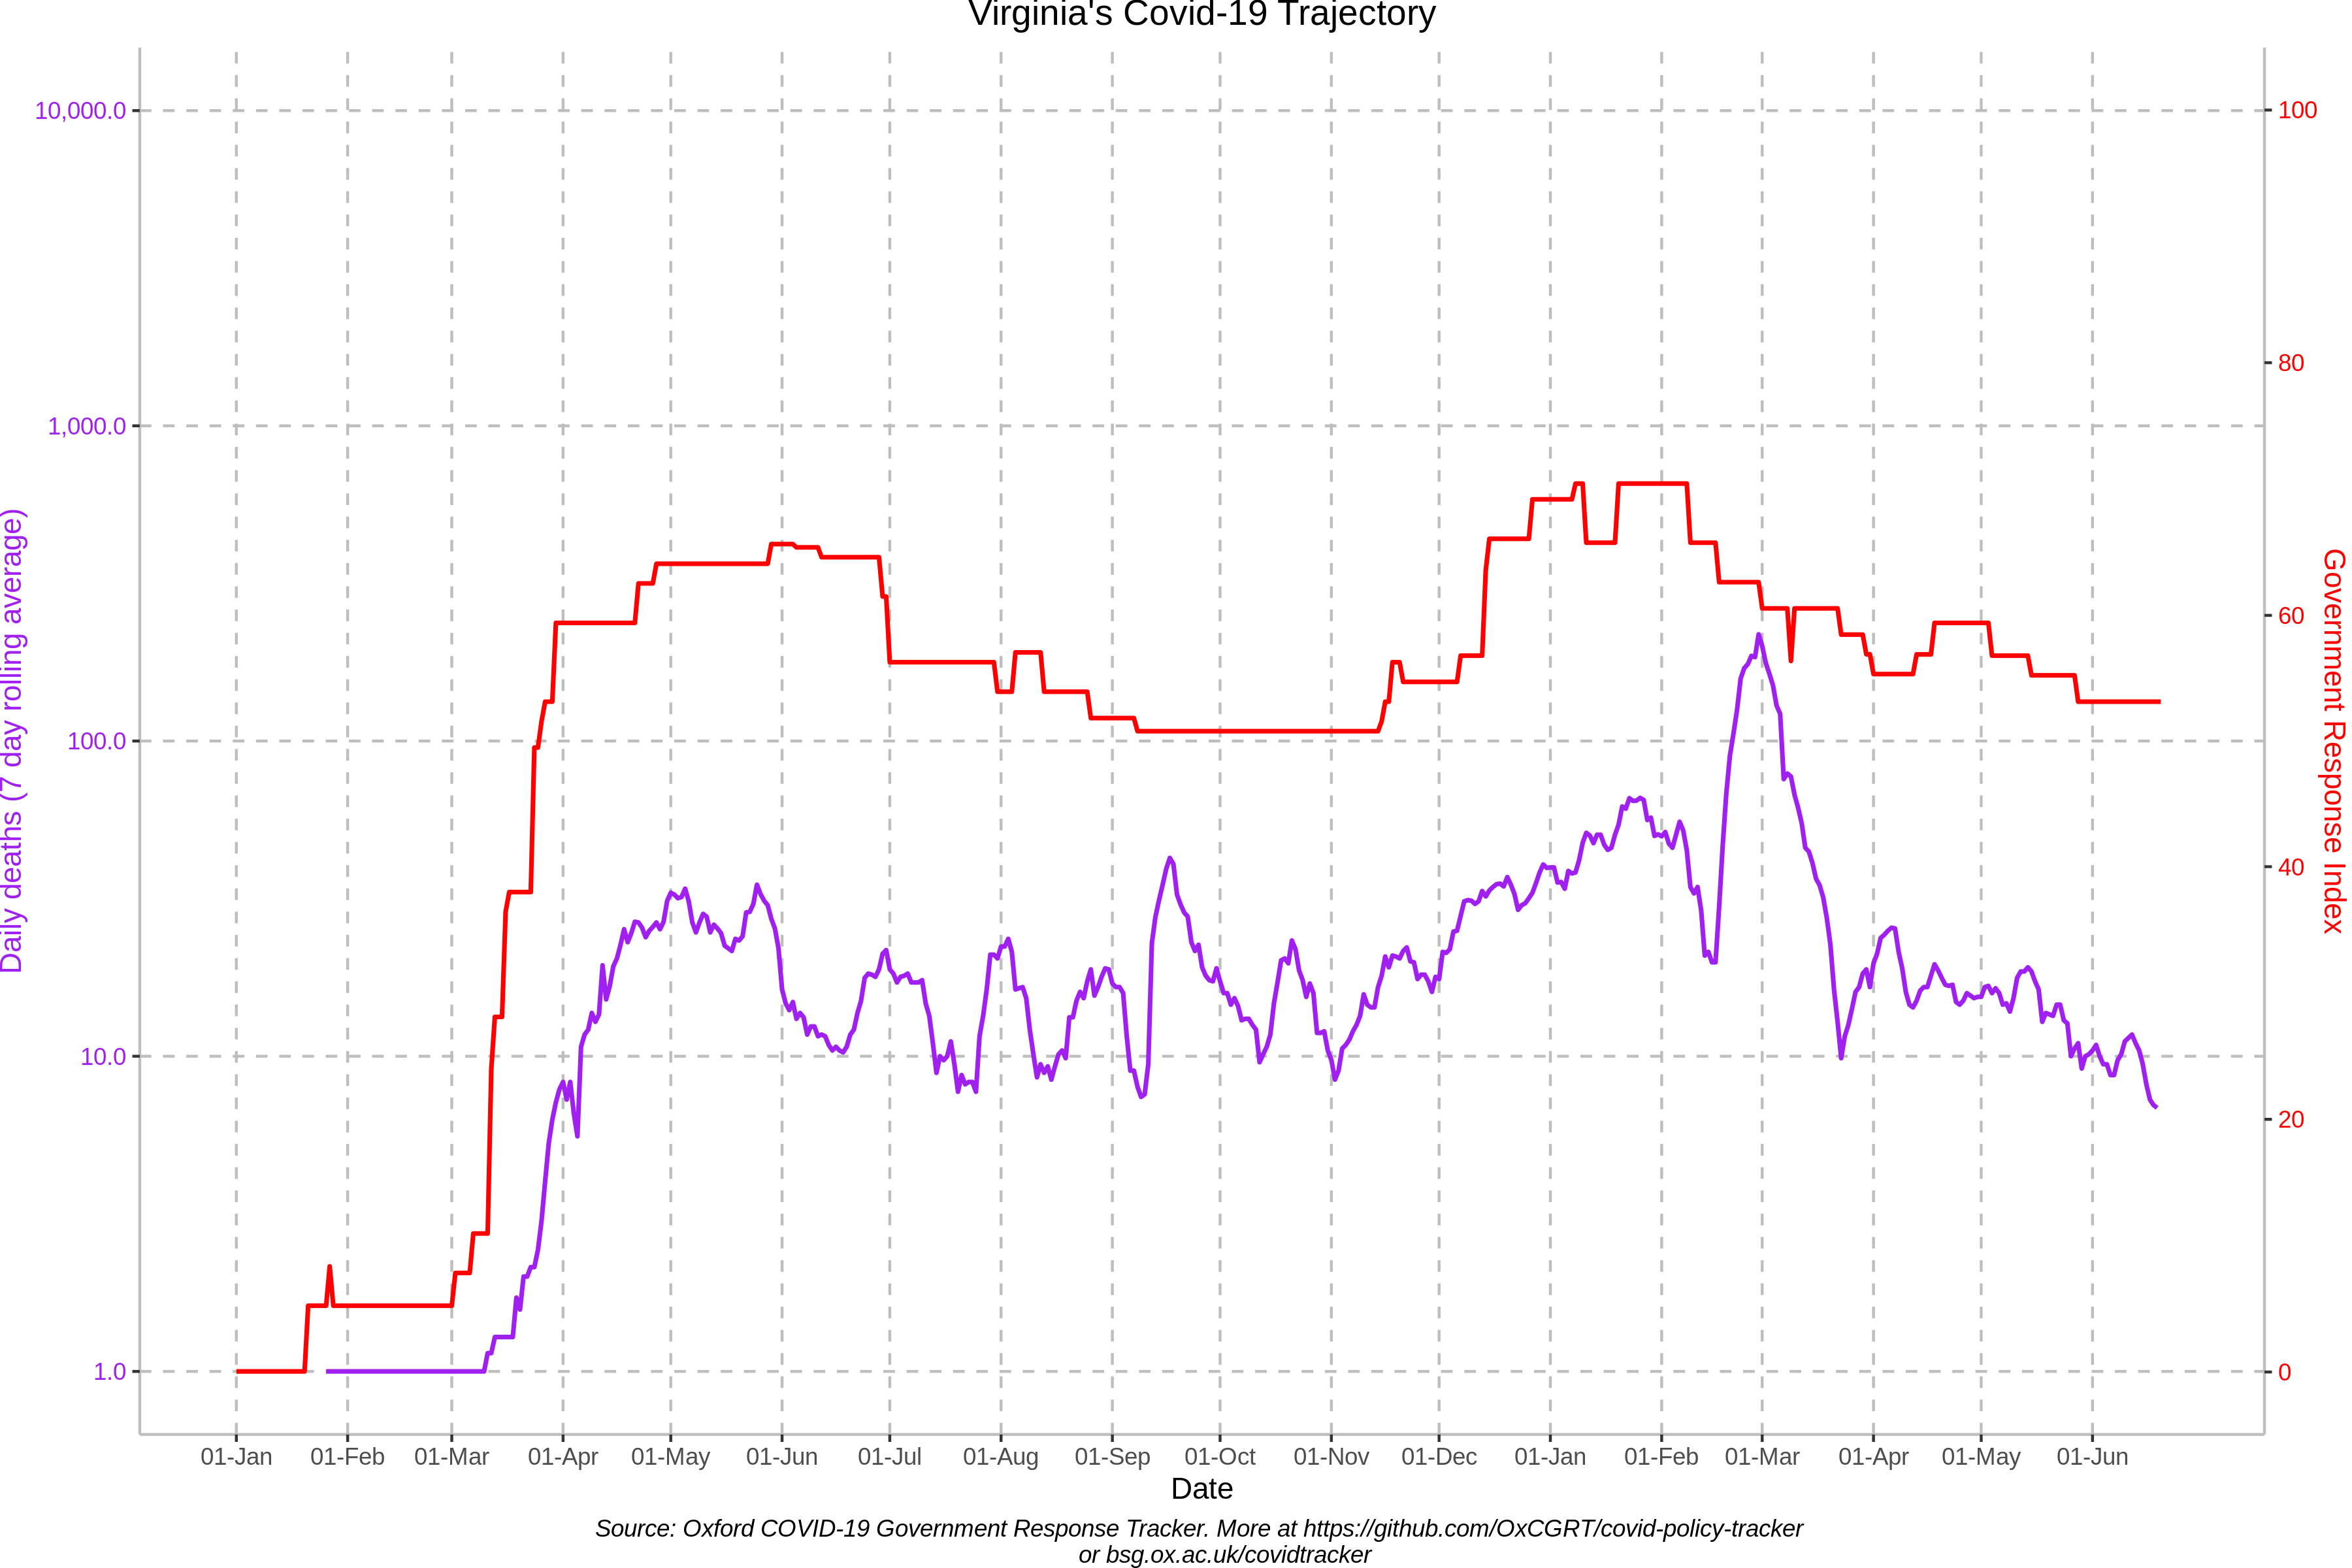 Virginia's Covid-19 Trajectory
10,000.0
1,000.0
100.0
10.0
1.0
Daily deaths (7 day rolling average)
100
80
60
40
20
0
Government Response Index
01-Jan 01-Feb 01-Mar 01-Apr 01-May 01-Jun 01-Jul 01-Aug 01-Sep 01-Oct 01-Nov 01-Dec 01-Jan 01-Feb 01-Mar 01-Apr 01-May 01-Jun
Date
Source: Oxford COVID-19 Government Response Tracker. More at https://github.com/OxCGRT/covid-policy-tracker
or bsg.ox.ac.uk/covidtracker